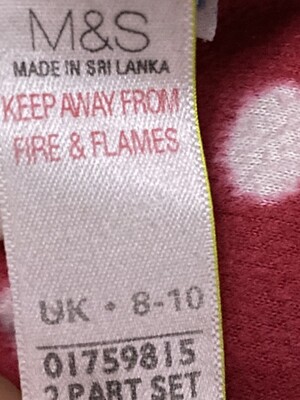 M&S
MADE IN SRI LANKA
KEEP AWAY FROM
FIRE & FLAMES
UK • 8-10
01759815
2 PART SET